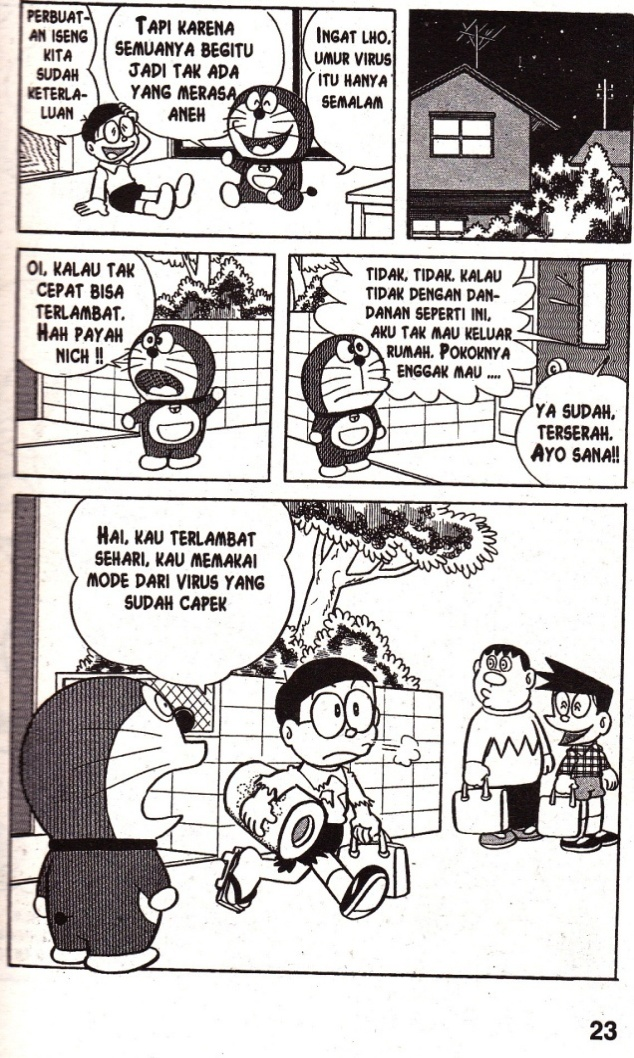 PERBUAT-
AN ISENG
KITA
SUDAH
KETERLA-
LUAN
TAPI KARENA
SEMUANYA BEGITU
JADI TAK ADA
YANG MERASA
ANEH
INGAT LHO,
UMUR VIRUS
ITU HANYA
SEMALAM
OI, KALAU TAK
CEPAT BISA
TERLAMBAT.
HAH PAYAH
NICH !!
TIDAK, TIDAK. KALAU
TIDAK DENGAN DAN-
DANAN SEPERTI INI,
AKU TAK MAU KELUAR
RUMAH. POKOKNYA
ENGGAK MAU ....
YA SUDAH,
TERSERAH.
AYO SANA!!
HAI, KAU TERLAMBAT
SEHARI, KAU MEMAKAI
MODE DARI VIRUS YANG
SUDAH CAPEK
23